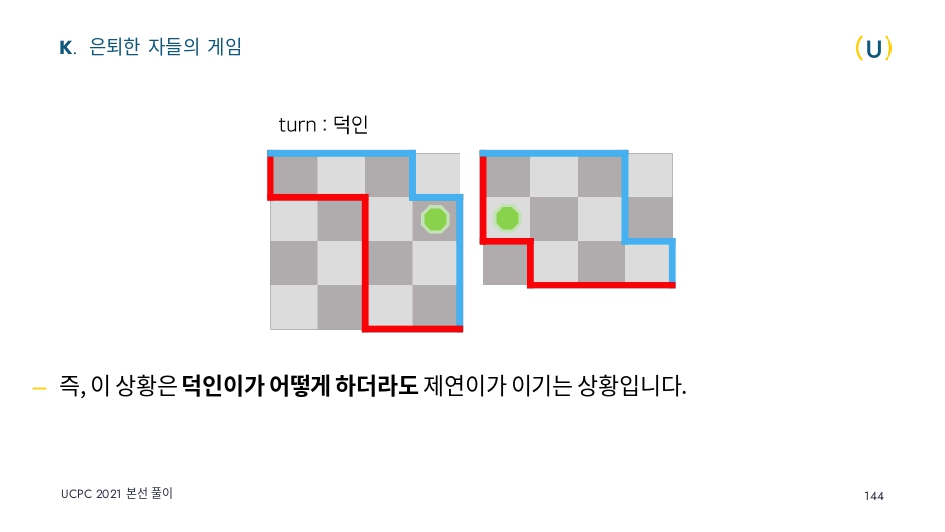 K. 은퇴한 자들의 게임
(U)
turn : 덕인
– 즉, 이 상황은 덕인이가 어떻게 하더라도 제연이가 이기는 상황입니다.
UCPC 2021 본선 풀이
144